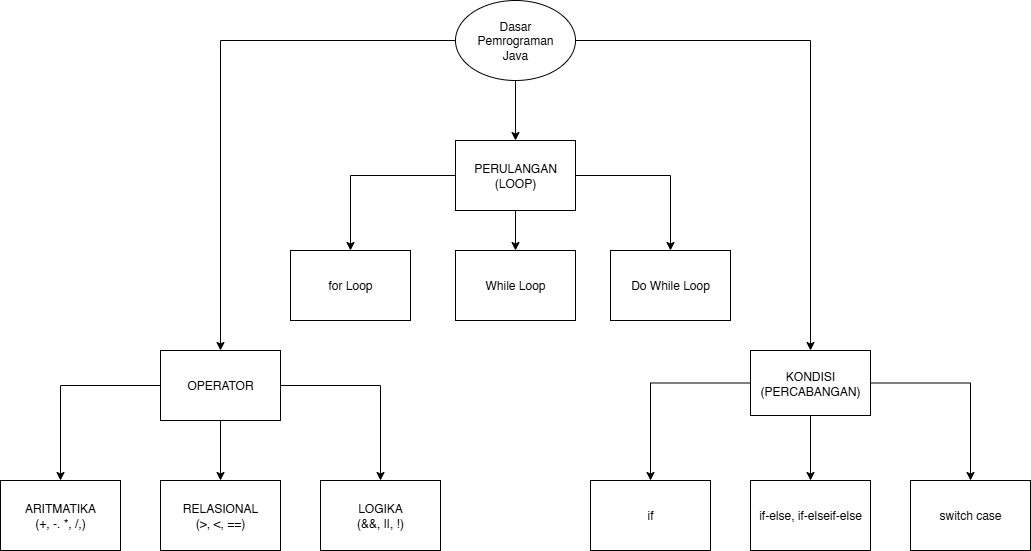 Dasar
Pemrograman
Java
PERULANGAN
(LOOP)
for Loop
While Loop
Do While Loop
OPERATOR
KONDISI
(PERCABANGAN)
ARITMATIKA
(+, -. *, /,)
RELASIONAL
(>, <, ==)
LOGIKA
(&&, ||, !)
if
if-else, if-elseif-else
switch case